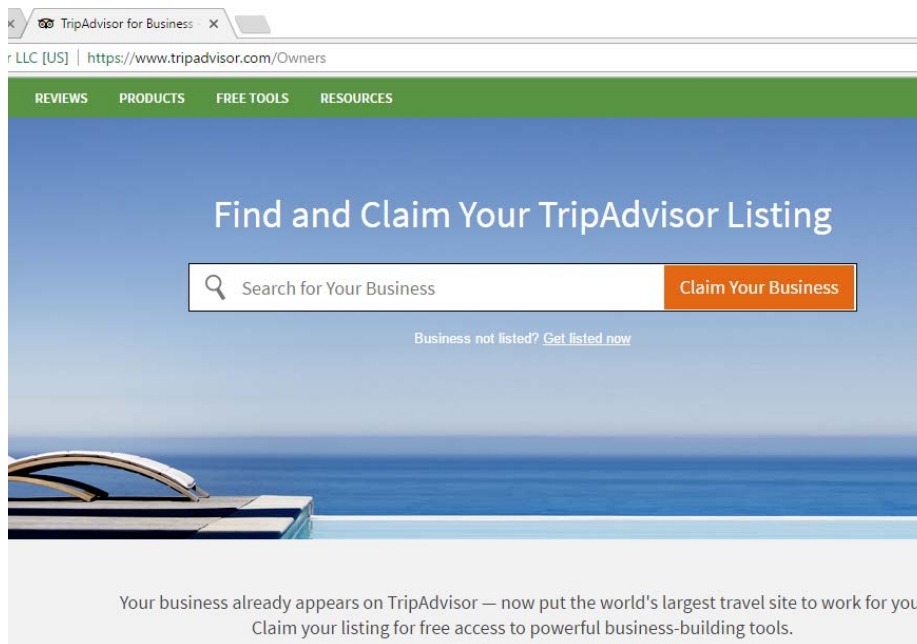 TripAdvisor for Business
r LLC [US] | https://www.tripadvisor.com/Owners
REVIEWS PRODUCTS FREE TOOLS RESOURCES
Find and Claim Your TripAdvisor Listing
Search for Your Business Claim Your Business
Business not listed? Get listed now
Your business already appears on TripAdvisor — now put the world's largest travel site to work for you
Claim your listing for free access to powerful business-building tools.